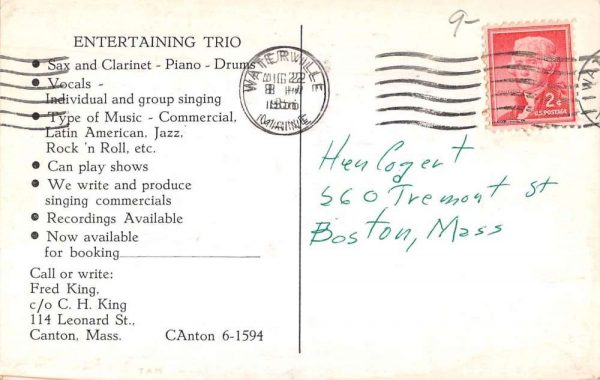 9-
ENTERTAINING TRIO
Sax and Clarinet - Piano - Drums
Vocals -
Individual and group singing
Type of Music - Commercial,
Latin American, Jazz,
Rock 'n Roll, etc.
Can play shows
We write and produce
singing commercials
Recordings Available
Now available
for booking
Call or write:
Fred King,
c/o C. H. King
114 Leonard St.,
Canton, Mass. CAnton 6-1594
WATERVILLE
AUG 22
MAINE
2¢
U.S. POSTAGE
560 Tremont St
Boston, Mass